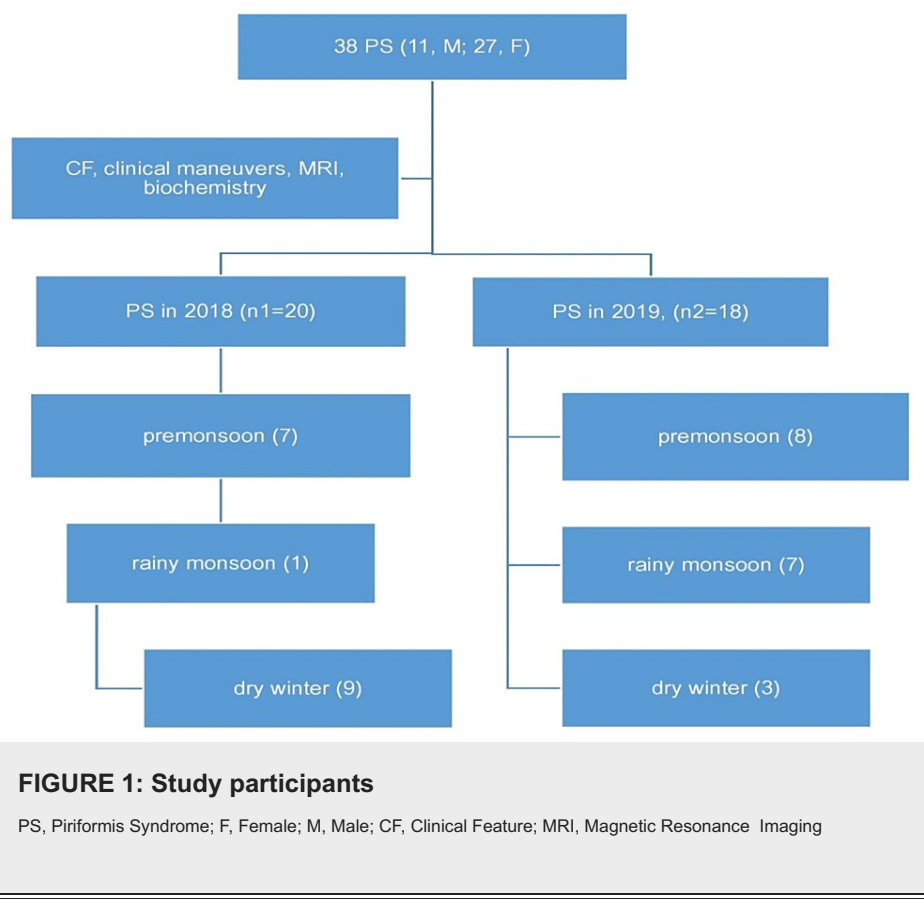 38 PS (11, M; 27, F)
CF, clinical maneuvers, MRI,
biochemistry
PS in 2018 (n1=20)
PS in 2019, (n2=18)
premonsoon (7)
premonsoon (8)
rainy monsoon (1)
rainy monsoon (7)
dry winter (9)
dry winter (3)
FIGURE 1: Study participants
PS, Piriformis Syndrome; F, Female; M, Male; CF, Clinical Feature; MRI, Magnetic Resonance Imaging